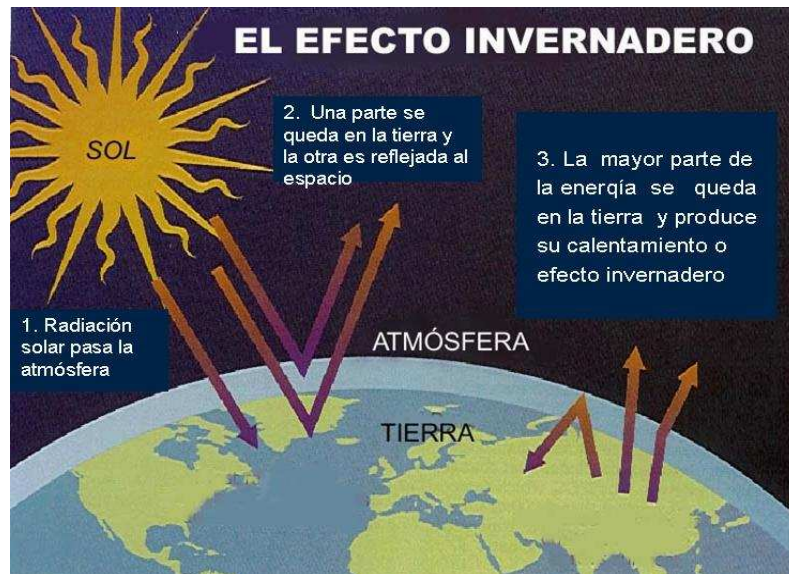 EL EFECTO INVERNADERO
SOL
2. Una parte se
queda en la tierra y
la otra es reflejada al
espacio
3. La mayor parte de
la energía se queda
en la tierra y produce
su calentamiento o
efecto invernadero
1. Radiación
solar pasa la
atmósfera
ATMÓSFERA
TIERRA